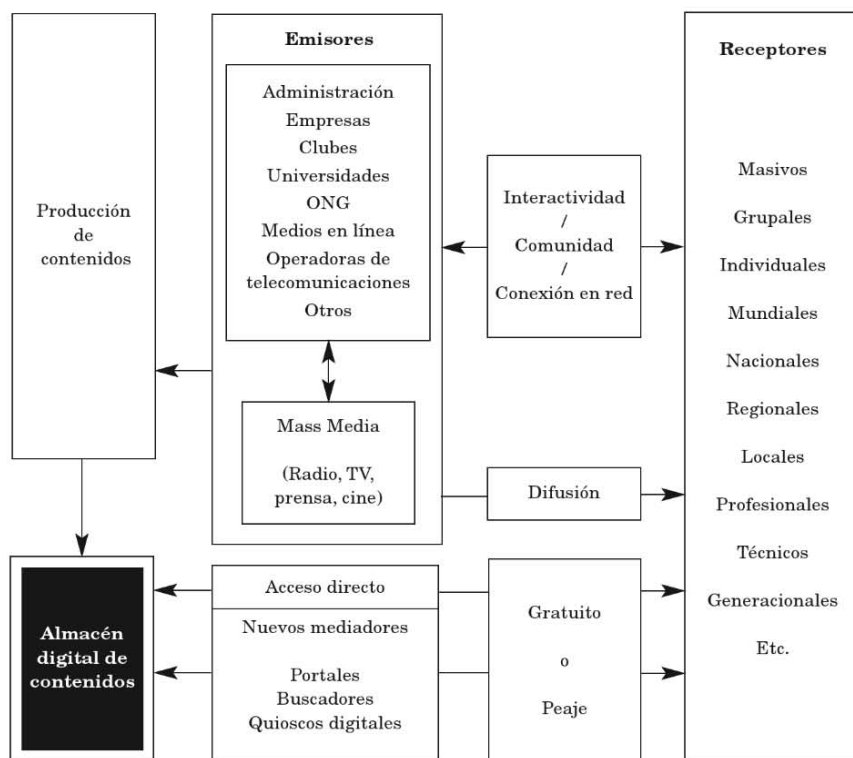 Producción
de
contenidos
Emisores
Administración
Empresas
Clubes
Universidades
ONG
Medios en línea
Operadoras de
telecomunicaciones
Otros
Mass Media
(Radio, TV,
prensa, cine)
Interactividad
/
Comunidad
/
Conexión en red
Difusión
Receptores
Masivos
Grupales
Individuales
Mundiales
Nacionales
Regionales
Locales
Profesionales
Técnicos
Generacionales
Etc.
Almacén
digital de
contenidos
Acceso directo
Nuevos mediadores
Portales
Buscadores
Quioscos digitales
Gratuito
o
Peaje